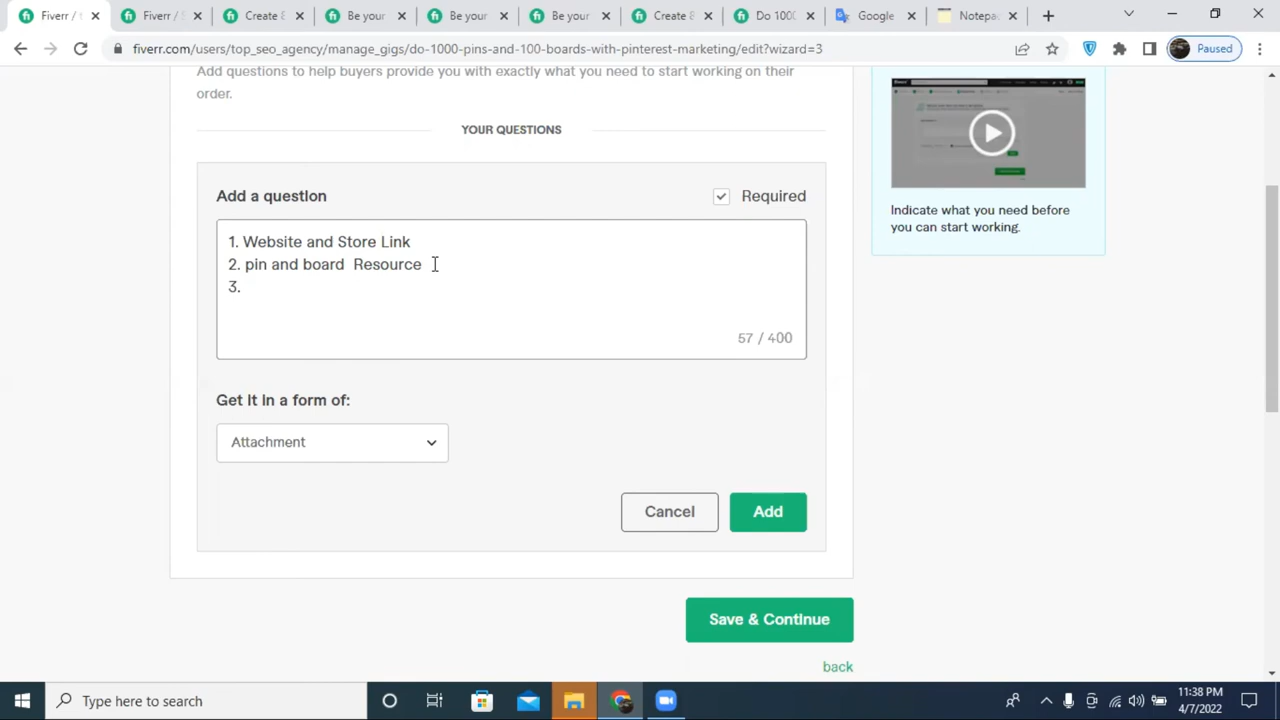 Fiverr /
Fiverr / 
Create &
Be your
Be your
Be your
Create &
Do 1000
Google
Notepa
fiverr.com/users/top_seo_agency/manage_gigs/do-1000-pins-and-100-boards-with-pinterest-marketing/edit?wizard=3
Paused
Add questions to help buyers provide you with exactly what you need to start working on their
order.
YOUR QUESTIONS
Add a question
Required
1. Website and Store Link
2. pin and board  Resource
3.
57 / 400
Get it in a form of:
Attachment
Cancel
Add
Save & Continue
back
Indicate what you need before
you can start working.
Type here to search
11:38 PM
4/7/2022